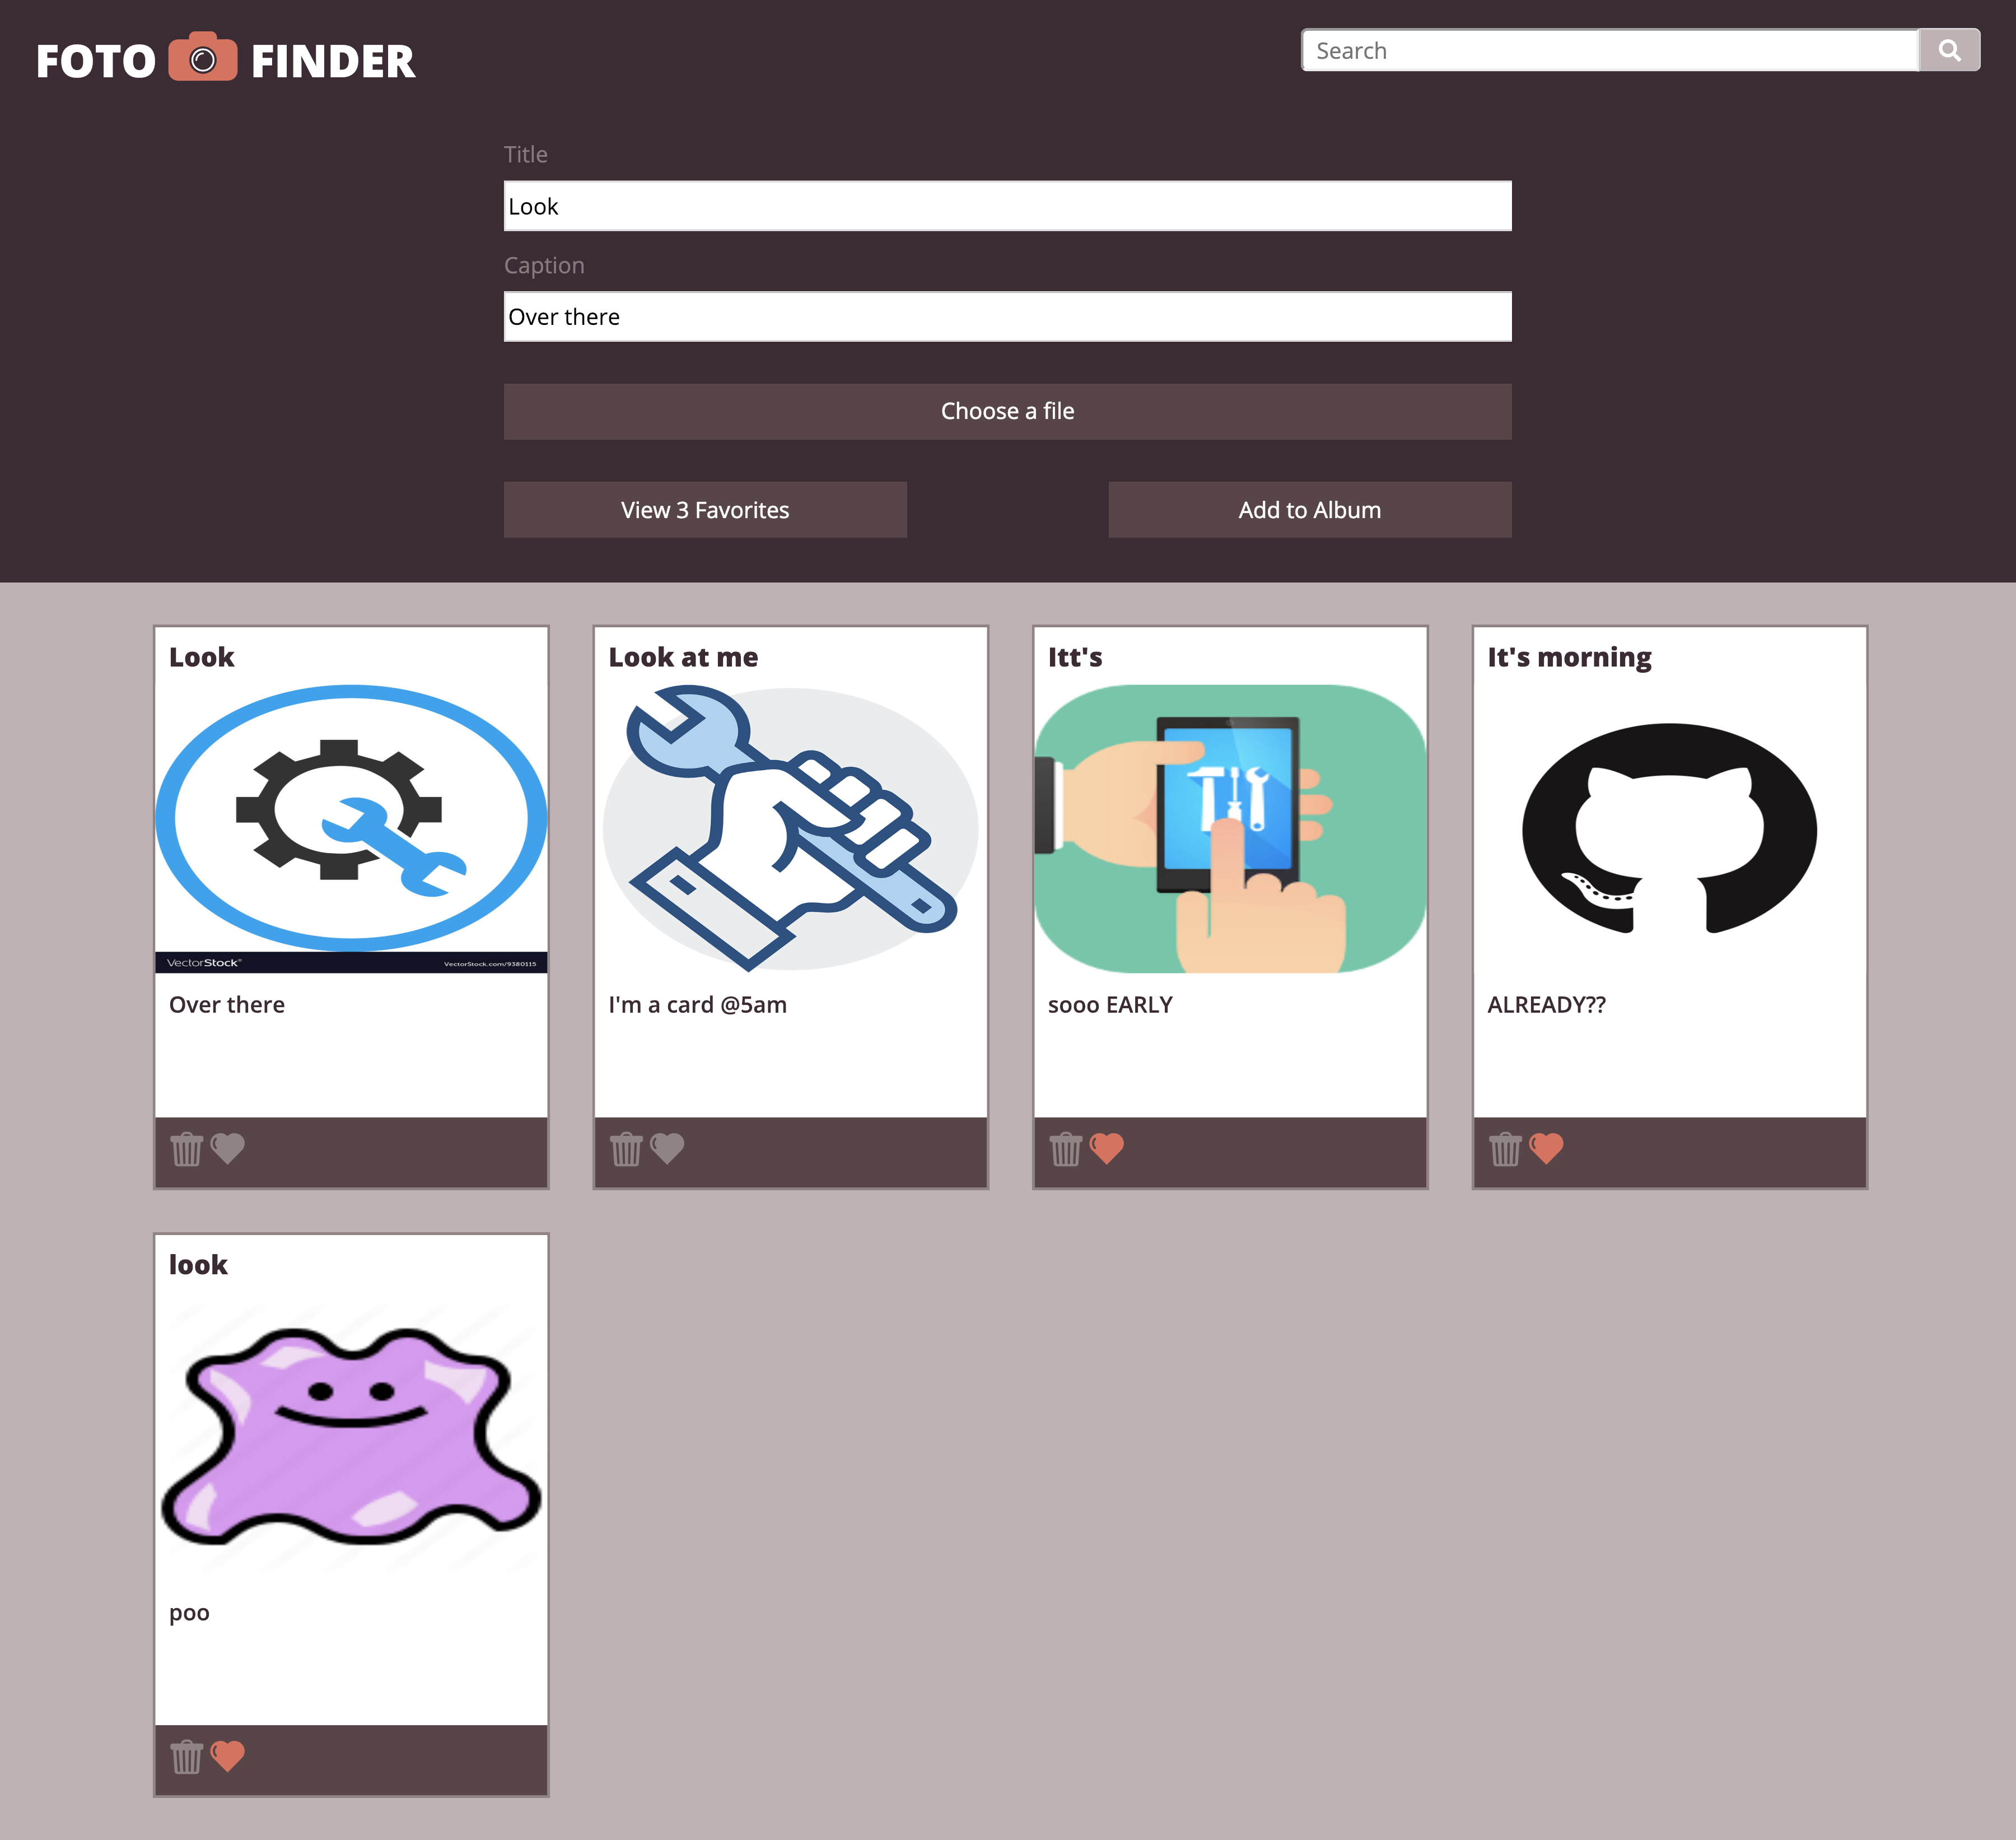 FOTO FINDER
Search
Title
Look
Caption
Over there
Choose a file
View 3 Favorites
Add to Album
Look
VectorStock®
VectorStock.com/9380115
Over there
Look at me
I'm a card @5am
Itt's
sooo EARLY
It's morning
ALREADY??
look
poo